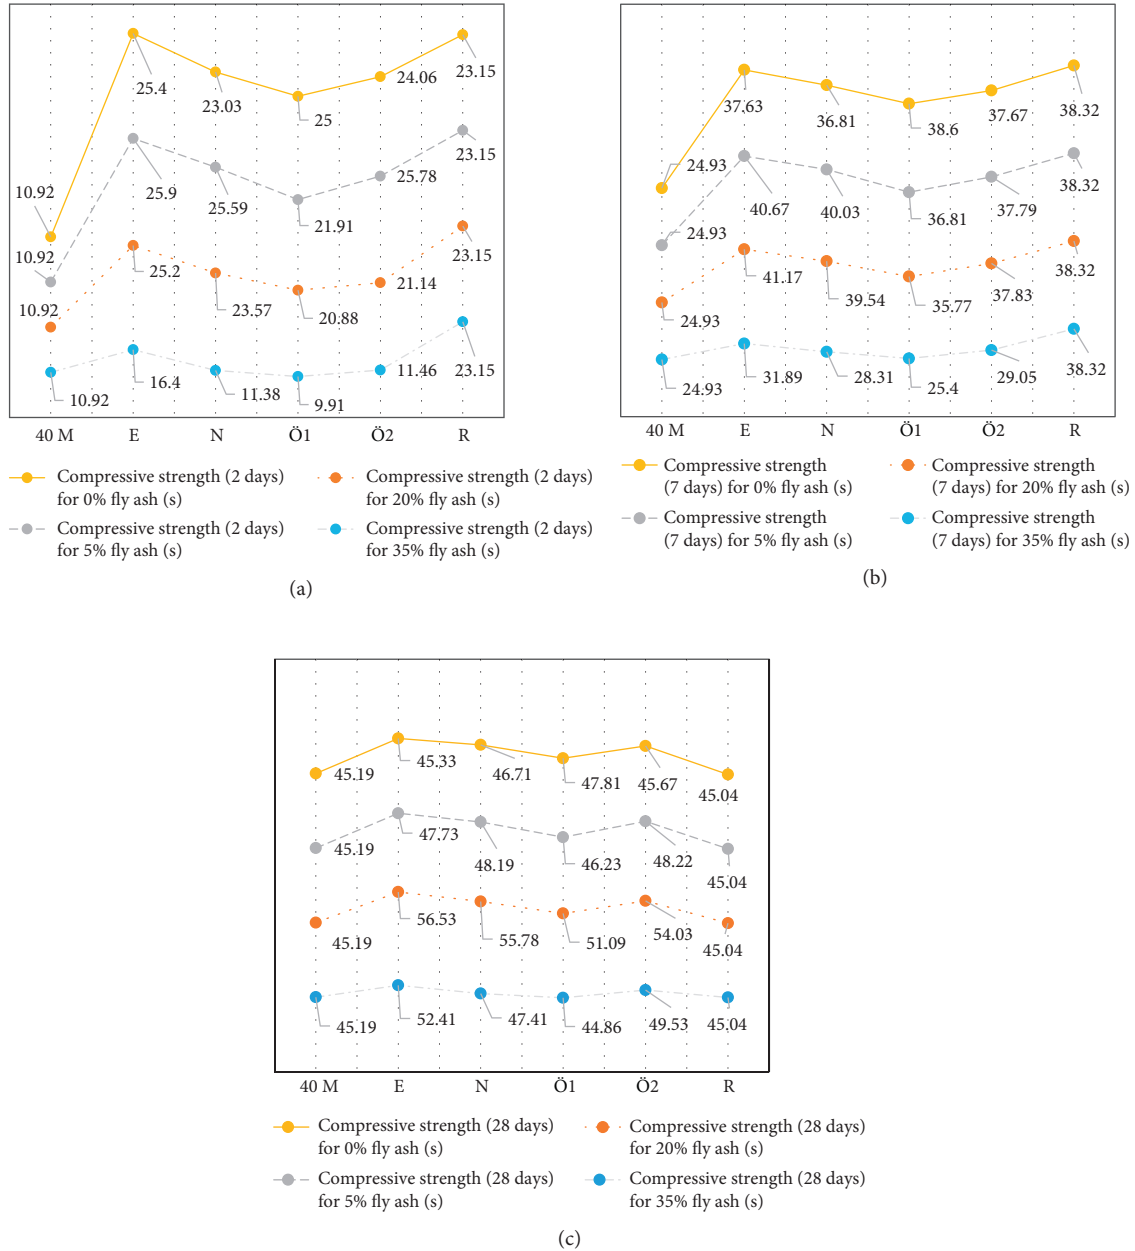 25.4
23.03
25
24.06
23.15
10.92
25.9
25.59
21.91
25.78
23.15
10.92
25.2
23.57
20.88
21.14
23.15
10.92
10.92
16.4
11.38
9.91
11.46
23.15
40 M E N Ö1 Ö2 R
Compressive strength (2 days)
for 0% fly ash (s)
Compressive strength (2 days)
for 20% fly ash (s)
Compressive strength (2 days)
for 5% fly ash (s)
Compressive strength (2 days)
for 35% fly ash (s)
(a)
24.93
37.63
36.81
38.6
37.67
38.32
24.93
40.67
40.03
36.81
37.79
38.32
24.93
41.17
39.54
35.77
37.83
38.32
24.93
31.89
28.31
25.4
29.05
38.32
40 M E N Ö1 Ö2 R
Compressive strength
(7 days) for 0% fly ash (s)
Compressive strength
(7 days) for 20% fly ash (s)
Compressive strength
(7 days) for 5% fly ash (s)
Compressive strength
(7 days) for 35% fly ash (s)
(b)
45.19
45.33
46.71
47.81
45.67
45.04
45.19
47.73
48.19
46.23
48.22
45.04
45.19
56.53
55.78
51.09
54.03
45.04
45.19
52.41
47.41
44.86
49.53
45.04
40 M E N Ö1 Ö2 R
Compressive strength (28 days)
for 0% fly ash (s)
Compressive strength (28 days)
for 20% fly ash (s)
Compressive strength (28 days)
for 5% fly ash (s)
Compressive strength (28 days)
for 35% fly ash (s)
(c)